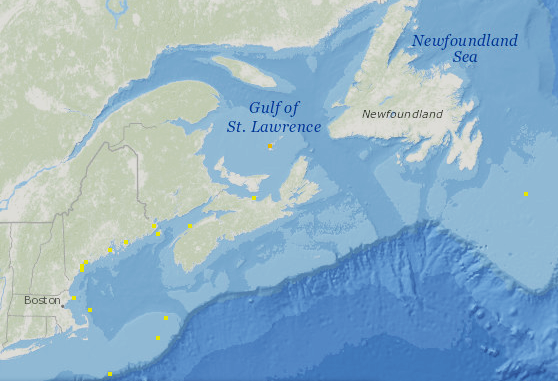 Newfoundland
Sea
Gulf of
St. Lawrence
Newfoundland
Boston